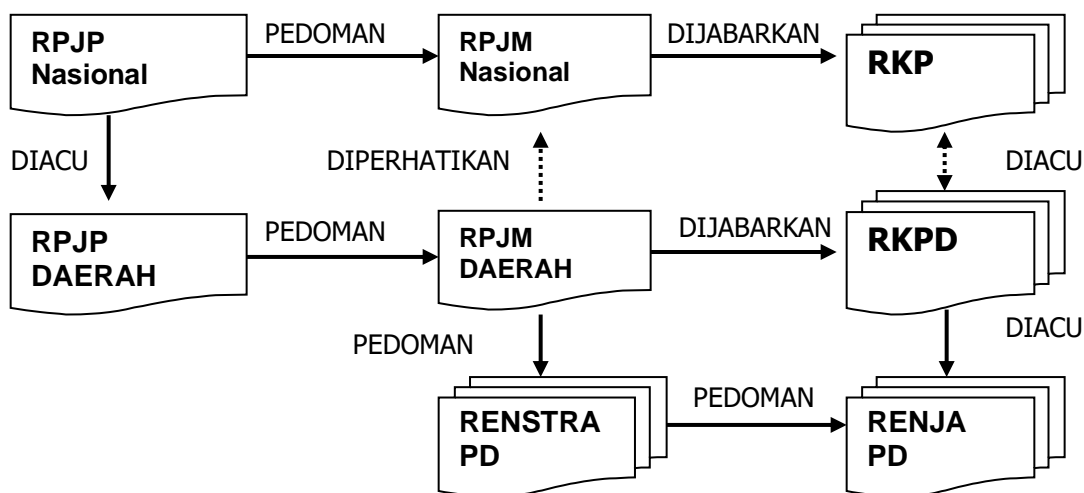 RPJP
Nasional
PEDOMAN
RPJM
Nasional
DIJABARKAN
RKP
DIACU
DIPERHATIKAN
DIACU
RPJP
DAERAH
PEDOMAN
RPJM
DAERAH
DIJABARKAN
RKPD
PEDOMAN
DIACU
RENSTRA
PD
PEDOMAN
RENJA
PD